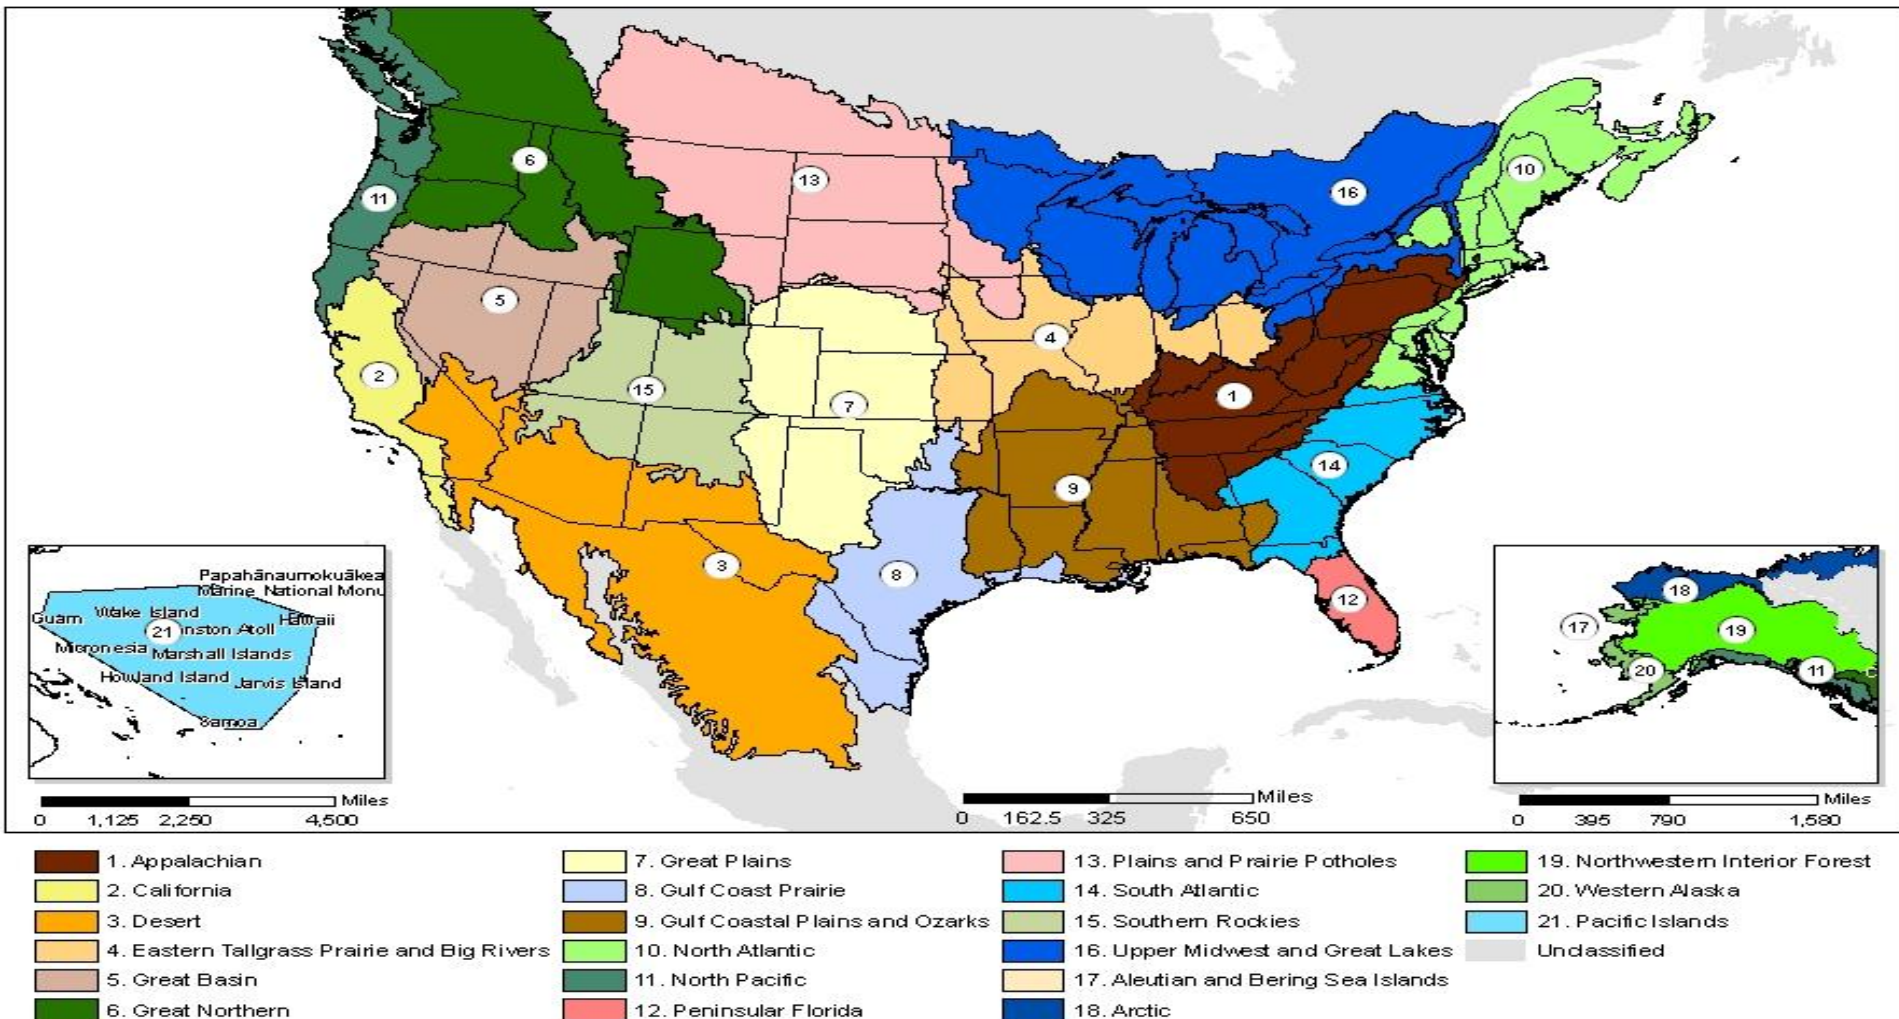 6
13
11
16
10
5
4
2
15
7
1
14
9
3
8
12
Papahānaumokuākea
Marine National Monu
Wake Island
Guam
Hawaii
21
nston Atoll
Micronesia
Marshall Islands
Howland Island
Jarvis Island
Samoa
18
17
19
20
11
Miles
0 1,125 2,250 4,500
Miles
0 162.5 325 650
Miles
0 395 790 1,580
1. Appalachian
2. California
3. Desert
4. Eastern Tallgrass Prairie and Big Rivers
5. Great Basin
6. Great Northern
7. Great Plains
8. Gulf Coast Prairie
9. Gulf Coastal Plains and Ozarks
10. North Atlantic
11. North Pacific
12. Peninsular Florida
13. Plains and Prairie Potholes
14. South Atlantic
15. Southern Rockies
16. Upper Midwest and Great Lakes
17. Aleutian and Bering Sea Islands
18. Arctic
19. Northwestern Interior Forest
20. Western Alaska
21. Pacific Islands
Unclassified